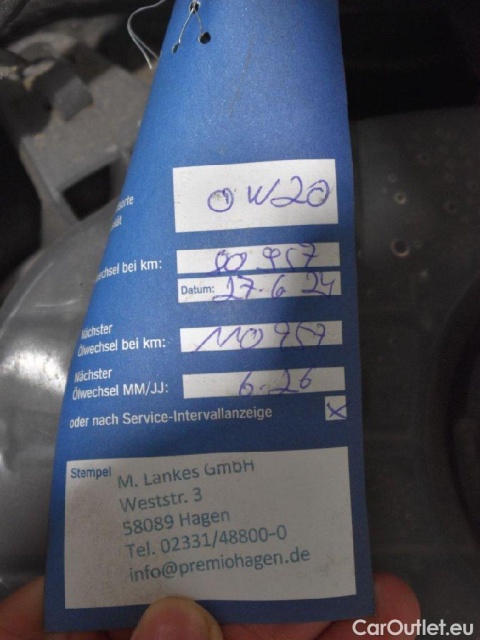 0W20
chsel bei km: 80 957
Datum: 27.6 24
Nächster
Ölwechsel bei km: 110 957
Nächster
Ölwechsel MM/JJ: 6.26
oder nach Service-Intervallanzeige X
Stempel
M. Lankes GmbH
Weststr. 3
58089 Hagen
Tel. 02331/48800-0
info@premiohagen.de
CarOutlet.eu